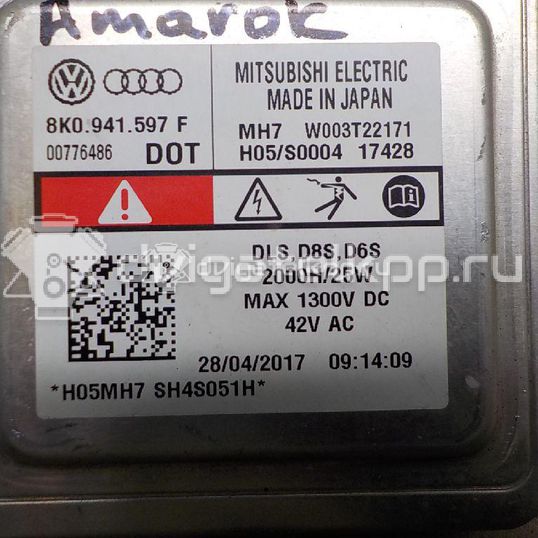 Amarok
MITSUBISHI ELECTRIC
MADE IN JAPAN
8K0.941.597 F
MH7 W003T22171
00776486 DOT
H05/S0004 17428
DLS,D8S,D6S
2000H/25W
MAX 1300V DC
42V AC
28/04/2017 09:14:09
*H05MH7 SH4S051H*